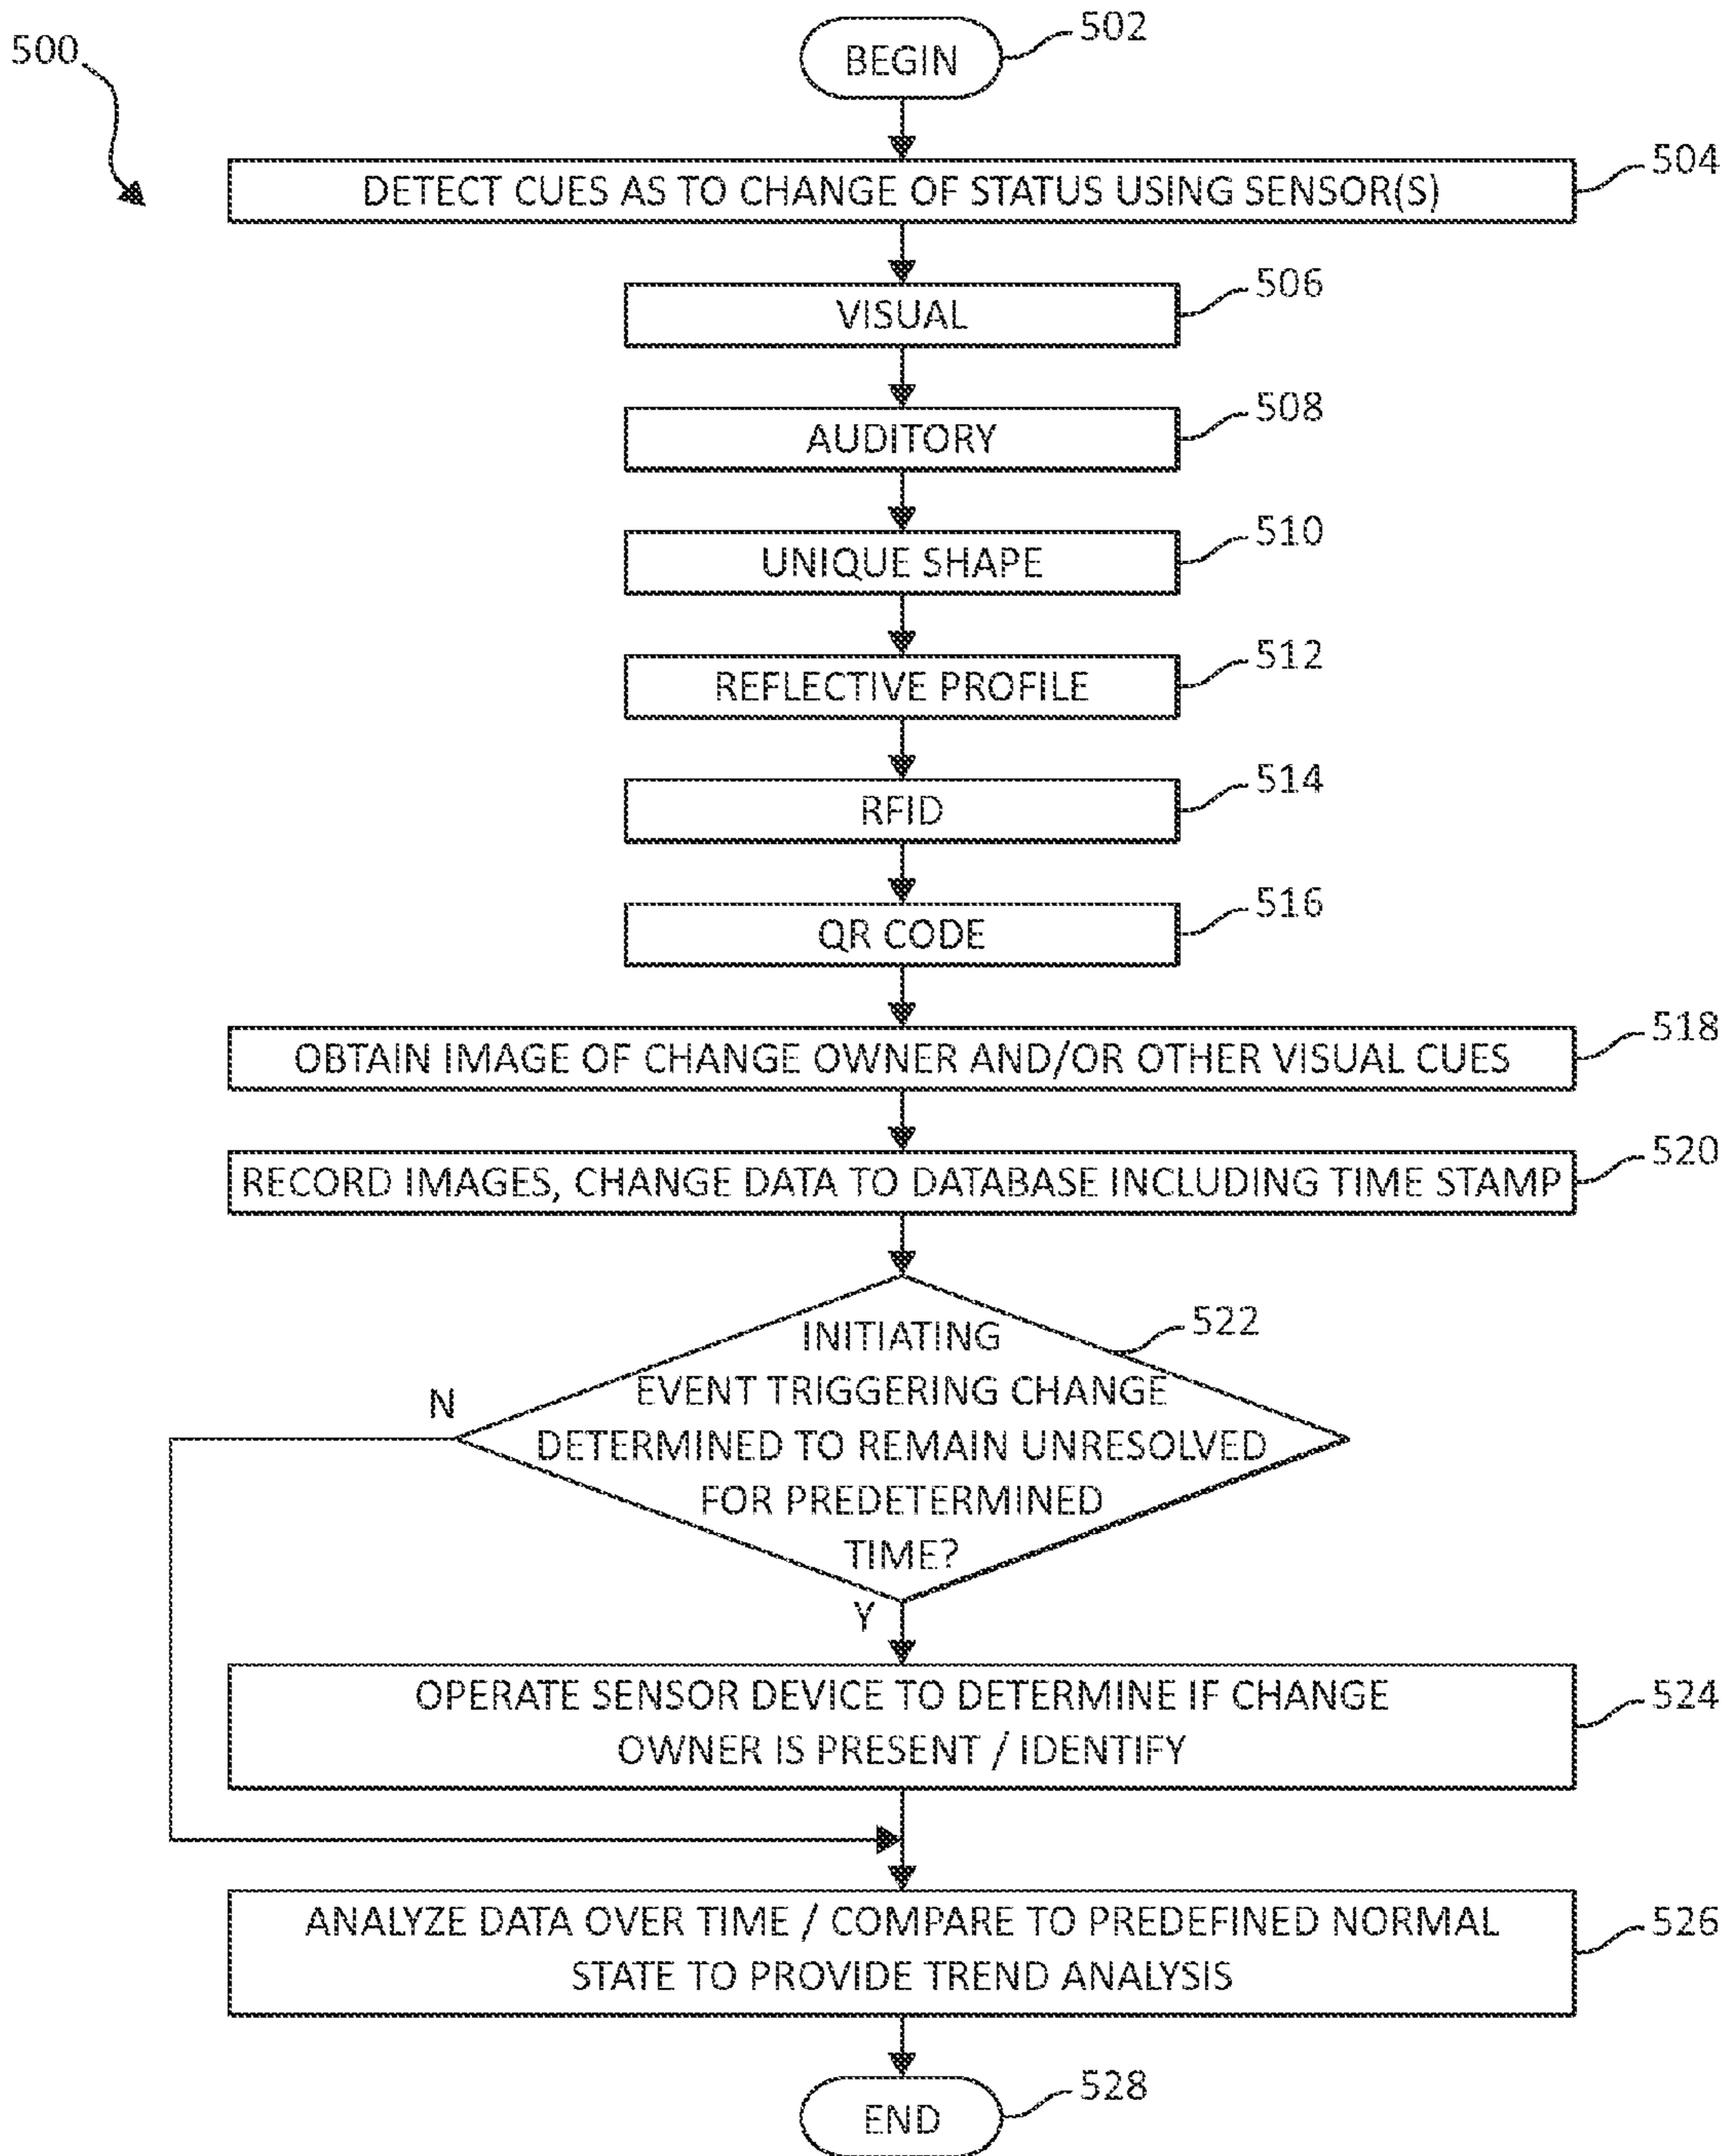 500
BEGIN
502
DETECT CUES AS TO CHANGE OF STATUS USING SENSOR(S)
504
VISUAL
506
AUDITORY
508
UNIQUE SHAPE
510
REFLECTIVE PROFILE
512
RFID
514
QR CODE
516
OBTAIN IMAGE OF CHANGE OWNER AND/OR OTHER VISUAL CUES
518
RECORD IMAGES, CHANGE DATA TO DATABASE INCLUDING TIME STAMP
520
INITIATING
EVENT TRIGGERING CHANGE
DETERMINED TO REMAIN UNRESOLVED
FOR PREDETERMINED
TIME?
522
N
Y
OPERATE SENSOR DEVICE TO DETERMINE IF CHANGE
OWNER IS PRESENT / IDENTIFY
524
ANALYZE DATA OVER TIME / COMPARE TO PREDEFINED NORMAL
STATE TO PROVIDE TREND ANALYSIS
526
END
528